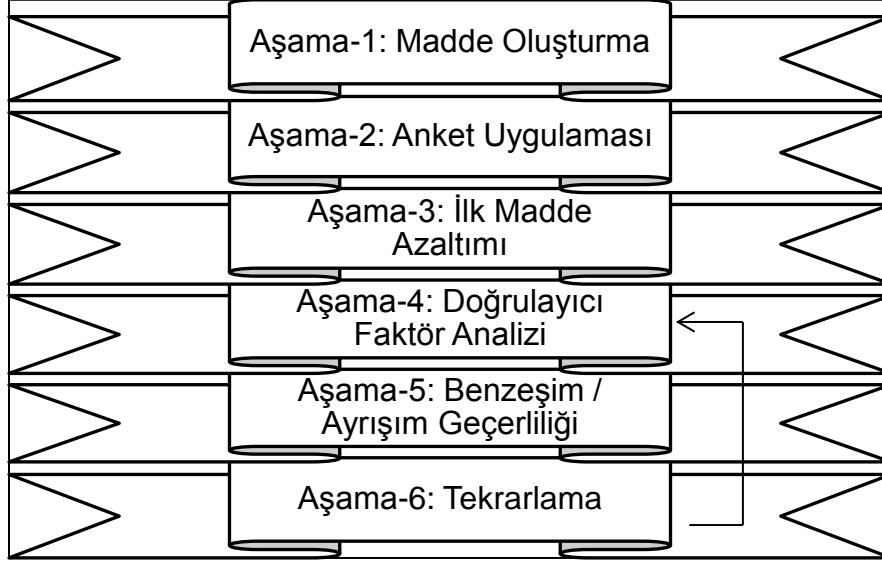 Aşama-1: Madde Oluşturma
Aşama-2: Anket Uygulaması
Aşama-3: İlk Madde
Azaltımı
Aşama-4: Doğrulayıcı
Faktör Analizi
Aşama-5: Benzeşim /
Ayrışım Geçerliliği
Aşama-6: Tekrarlama